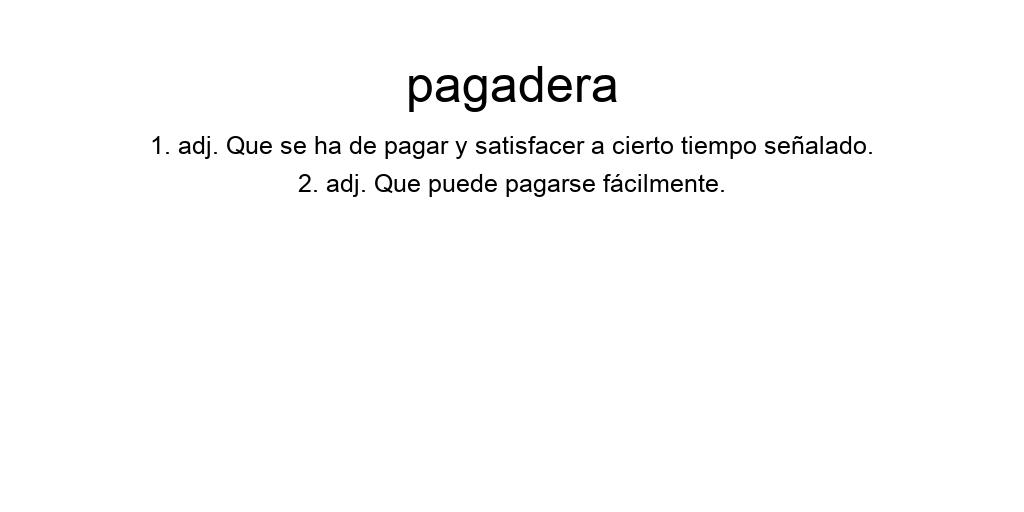 pagadera
1. adj. Que se ha de pagar y satisfacer a cierto tiempo señalado.
2. adj. Que puede pagarse fácilmente.